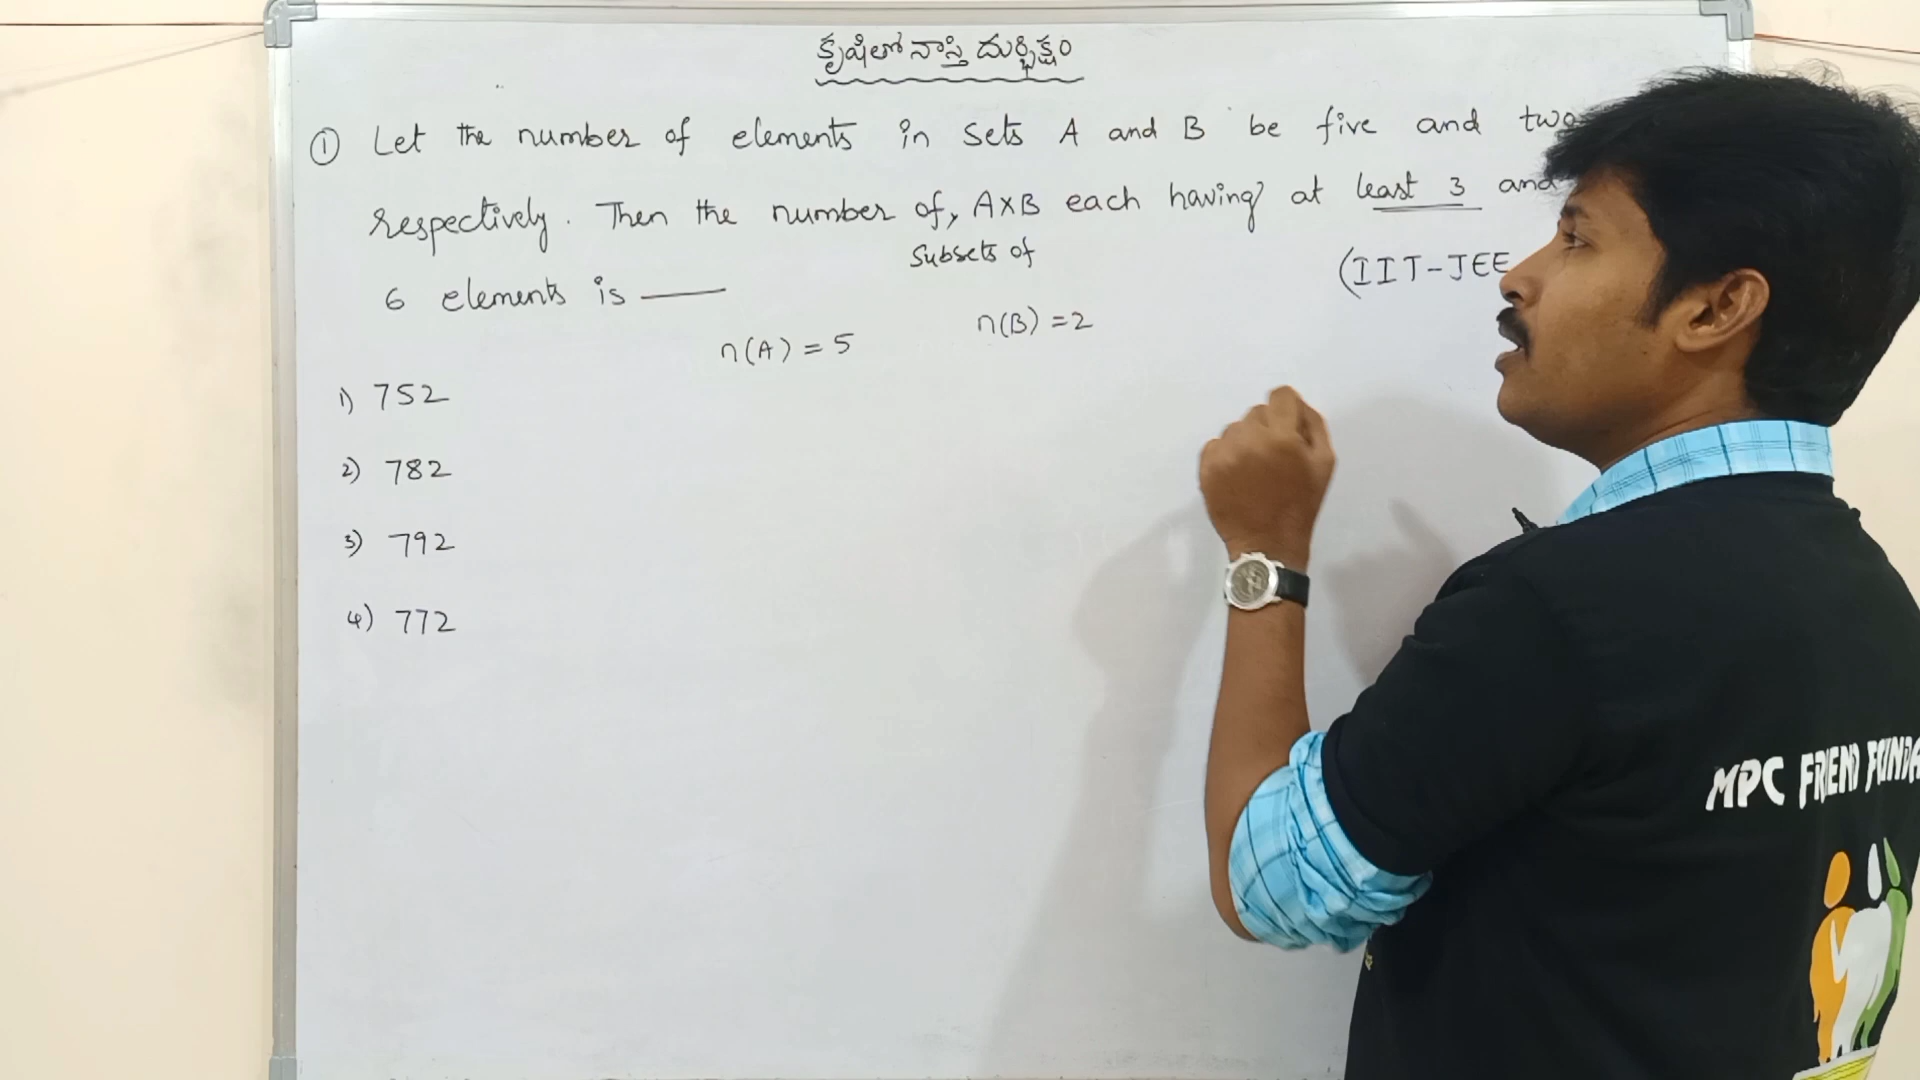 కృషితో నాస్తి దుర్భిక్షం
① Let the number of elements in sets A and B be five and two
respectively. Then the number of, A×B each having at least 3 and
subsets of
(IIT-JEE
6 elements is ——
n(A) = 5
n(B) = 2
1) 752
2) 782
3) 792
4) 772
MPC FRIEND